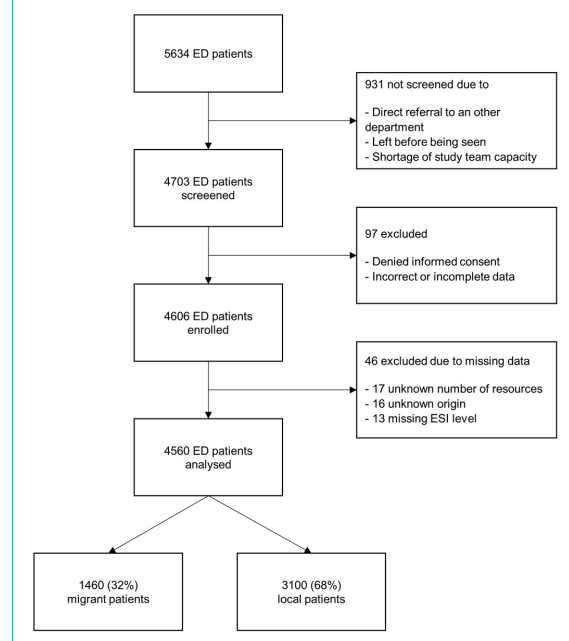 5634 ED patients
931 not screened due to
- Direct referral to an other
department
- Left before being seen
- Shortage of study team capacity
4703 ED patients
screeened
97 excluded
- Denied informed consent
- Incorrect or incomplete data
4606 ED patients
enrolled
46 excluded due to missing data
- 17 unknown number of resources
- 16 unknown origin
- 13 missing ESI level
4560 ED patients
analysed
1460 (32%)
migrant patients
3100 (68%)
local patients